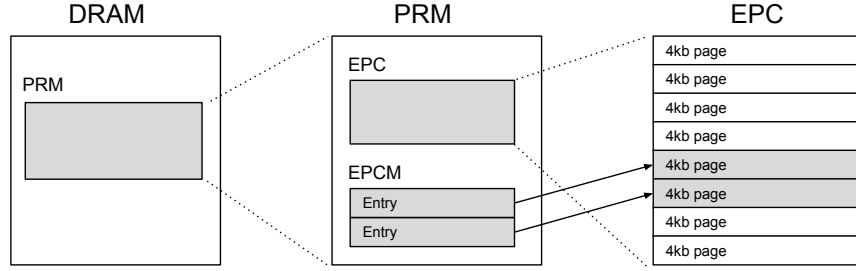 DRAM
PRM
EPC
PRM
EPC
EPCM
Entry
Entry
4kb page
4kb page
4kb page
4kb page
4kb page
4kb page
4kb page
4kb page